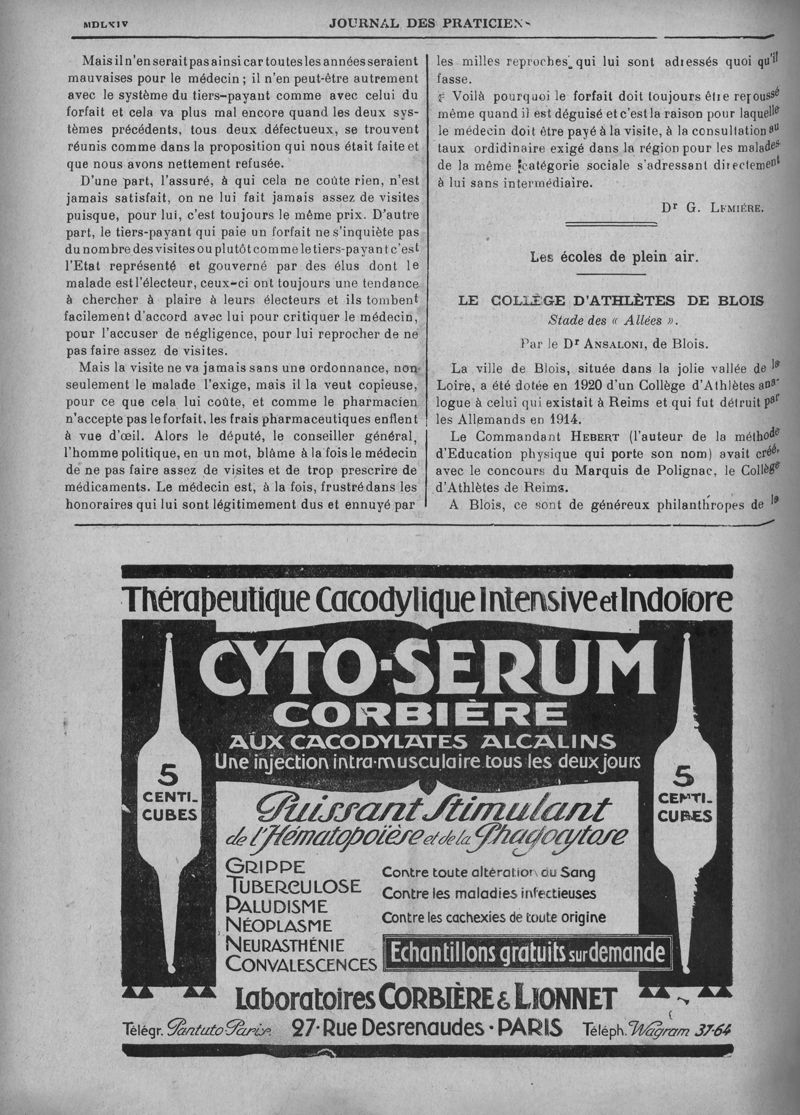 MDLXIV
JOURNAL DES PRATICIENS
Mais il n'en serait pas ainsi car toutes les années seraient
mauvaises pour le médecin ; il n'en peut-être autrement
avec le système du tiers-payant comme avec celui du
forfait et cela va plus mal encore quand les deux sys-
tèmes précédents, tous deux défectueux, se trouvent
réunis comme dans la proposition qui nous était faite et
que nous avons nettement refusée.
D'une part, l'assuré, à qui cela ne coûte rien, n'est
jamais satisfait, on ne lui fait jamais assez de visites
puisque, pour lui, c'est toujours le même prix. D'autre
part, le tiers-payant qui paie un forfait ne s'inquiète pas
du nombre des visites ou plutôt comme le tiers-payant c'est
l'Etat représenté et gouverné par des élus dont le
malade est l'électeur, ceux-ci ont toujours une tendance
à chercher à plaire à leurs électeurs et ils tombent
facilement d'accord avec lui pour critiquer le médecin,
pour l'accuser de négligence, pour lui reprocher de ne
pas faire assez de visites.
Mais la visite ne va jamais sans une ordonnance, non-
seulement le malade l'exige, mais il la veut copieuse,
pour ce que cela lui coûte, et comme le pharmacien
n'accepte pas le forfait, les frais pharmaceutiques enflent
à vue d'œil. Alors le député, le conseiller général,
l'homme politique, en un mot, blâme à la fois le médecin
de ne pas faire assez de visites et de trop prescrire de
médicaments. Le médecin est, à la fois, frustré dans les
honoraires qui lui sont légitimement dus et ennuyé par
les milles reproches qui lui sont adressés quoi qu'il
fasse.
Voilà pourquoi le forfait doit toujours être repoussé
même quand il est déguisé et c'est la raison pour laquelle
le médecin doit être payé à la visite, à la consultation au
taux ordidinaire exigé dans la région pour les malades
de la même catégorie sociale s'adressant directement
à lui sans intermédiaire.
Dr G. LEMIÈRE.
Les écoles de plein air.
LE COLLÈGE D'ATHLÈTES DE BLOIS
Stade des « Allées ».
Par le Dr ANSALONI, de Blois.
La ville de Blois, située dans la jolie vallée de la
Loire, a été dotée en 1920 d'un Collège d'Athlètes ana-
logue à celui qui existait à Reims et qui fut détruit par
les Allemands en 1914.
Le Commandant HEBERT (l'auteur de la méthode
d'Education physique qui porte son nom) avait créé,
avec le concours du Marquis de Polignac, le Collège
d'Athlètes de Reims.
A Blois, ce sont de généreux philanthropes de la
Thérapeutique Cacodylique Intensive et Indolore
CYTO-SERUM
CORBIÈRE
AUX CACODYLATES ALCALINS
Une injection intra-musculaire tous les deux jours
5
CENTI-
CUBES
5
CENTI-
CUBES
Puissant Stimulant
de l'Hématopoïèse et de la Phagocytose
GRIPPE
TUBERCULOSE
PALUDISME
NÉOPLASME
NEURASTHÉNIE
CONVALESCENCES
Contre toute altération du Sang
Contre les maladies infectieuses
Contre les cachexies de toute origine
Echantillons gratuits sur demande
Laboratoires CORBIÈRE & LIONNET
Télégr. Pantuto Paris. 27 · Rue Desrenaudes · PARIS Téléph. Wagram 37-64